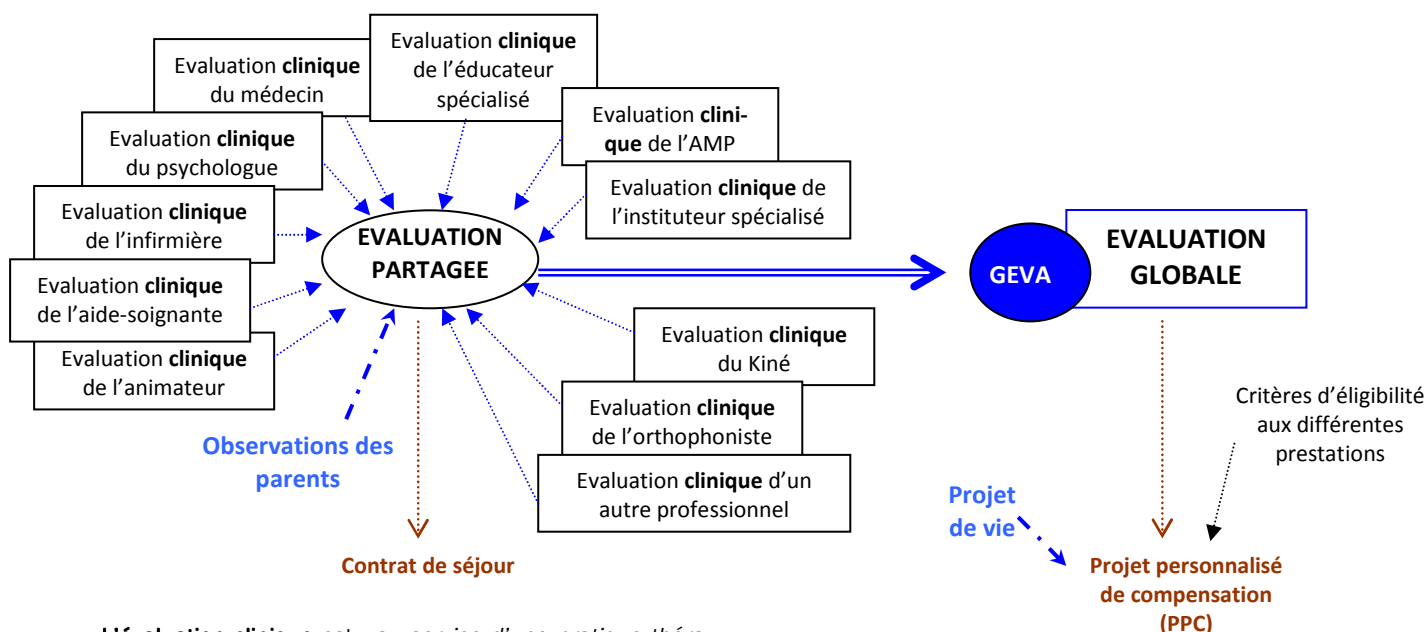 Evaluation clinique
de l’éducateur
spécialisé
Evaluation clinique
du médecin
Evaluation clini-
que de l’AMP
Evaluation clinique
du psychologue
Evaluation clinique de
l’instituteur spécialisé
Evaluation clinique
de l’infirmière
EVALUATION
PARTAGEE
EVALUATION
GLOBALE
GEVA
Evaluation clinique
de l’aide-soignante
Evaluation clinique
de l’animateur
Evaluation clinique
du Kiné
Evaluation clinique
de l’orthophoniste
Evaluation clinique d’un
autre professionnel
Observations des
parents
Critères d’éligibilité
aux différentes
prestations
Projet
de vie
Contrat de séjour
Projet personnalisé
de compensation
(PPC)